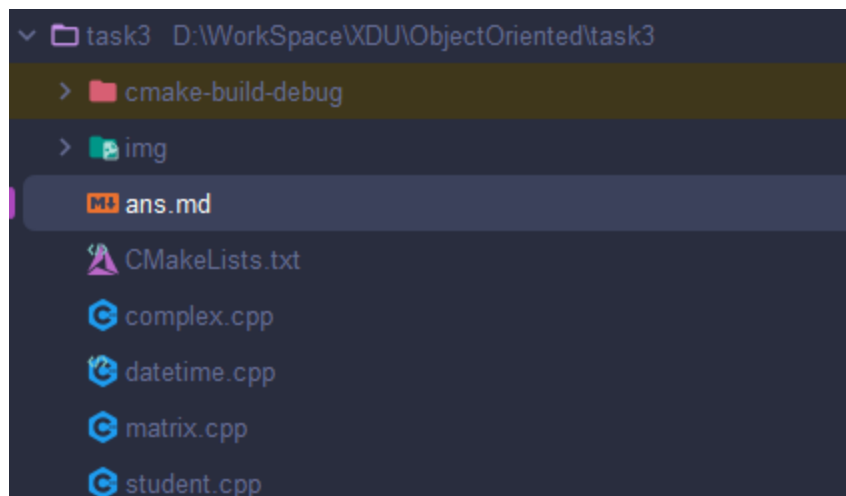 task3 D:\WorkSpace\XDU\ObjectOriented\task3
cmake-build-debug
img
M↓ ans.md
CMakeLists.txt
complex.cpp
datetime.cpp
matrix.cpp
student.cpp